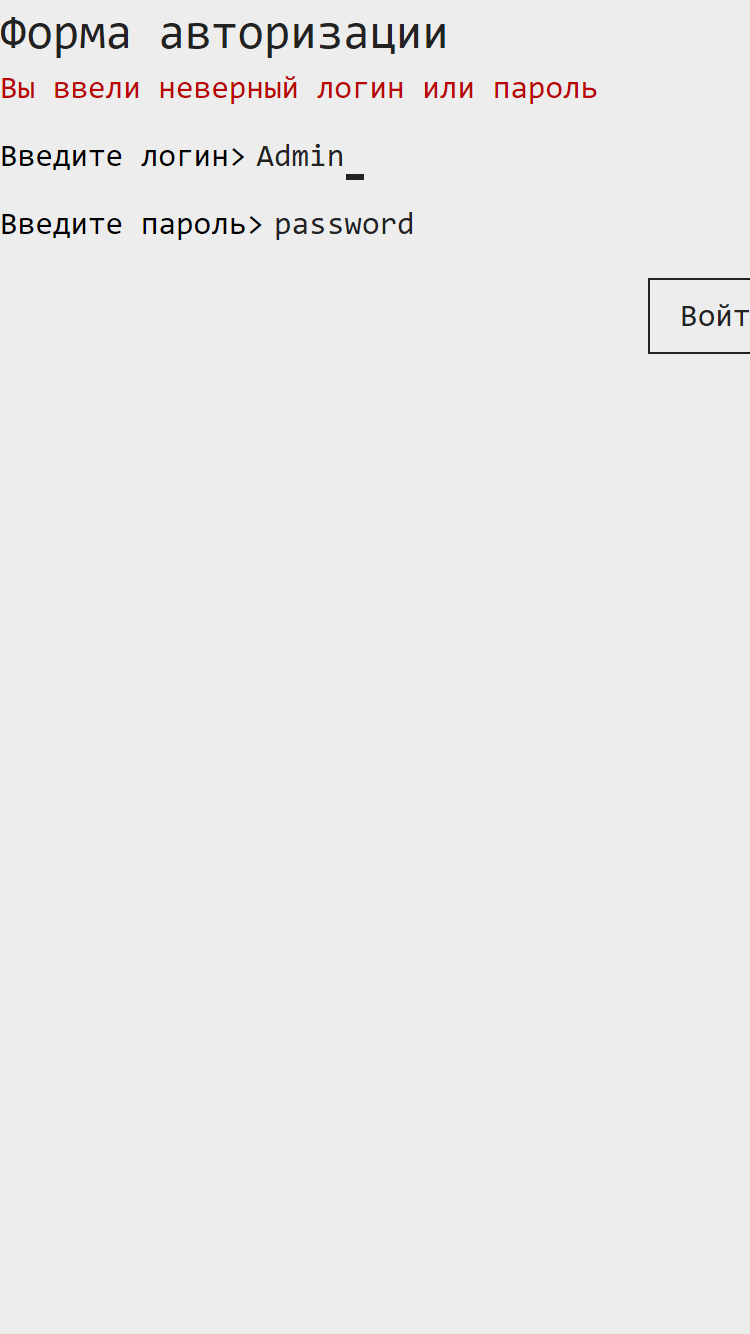 Форма авторизации
Вы ввели неверный логин или пароль
Введите логин> Admin
Введите пароль> password
Войт